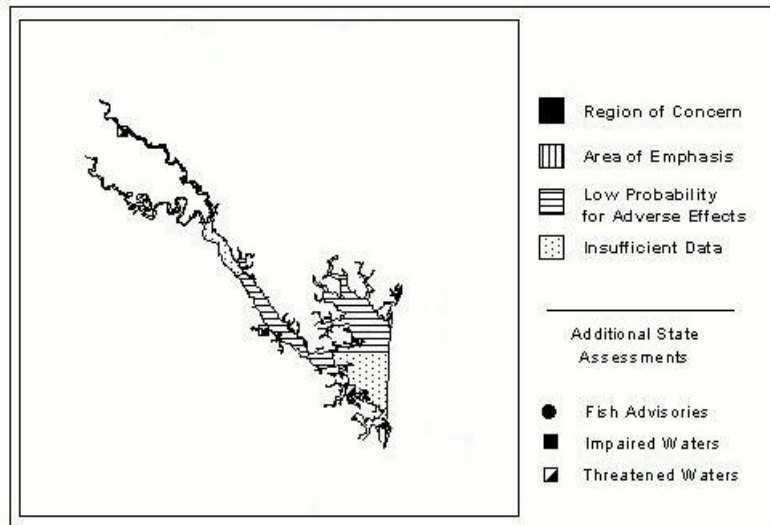 Region of Concern
Area of Emphasis
Low Probability
for Adverse Effects
Insufficient Data
Additional State
Assessments
Fish Advisories
Impaired Waters
Threatened Waters